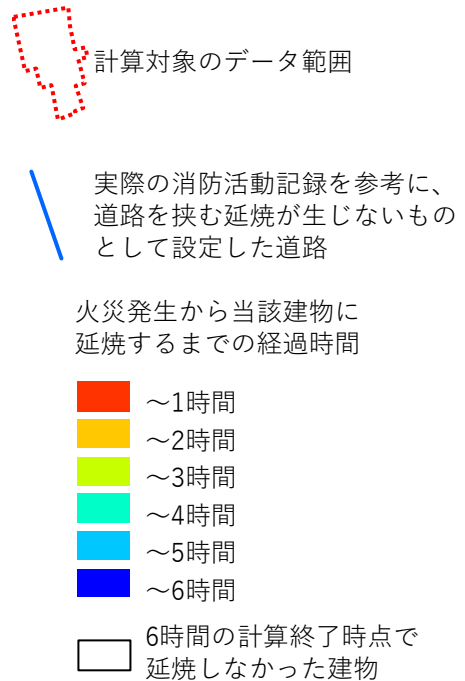 計算対象のデータ範囲
実際の消防活動記録を参考に、
道路を挟む延焼が生じないもの
として設定した道路
火災発生から当該建物に
延焼するまでの経過時間
～1時間
～2時間
～3時間
～4時間
～5時間
～6時間
6時間の計算終了時点で
延焼しなかった建物